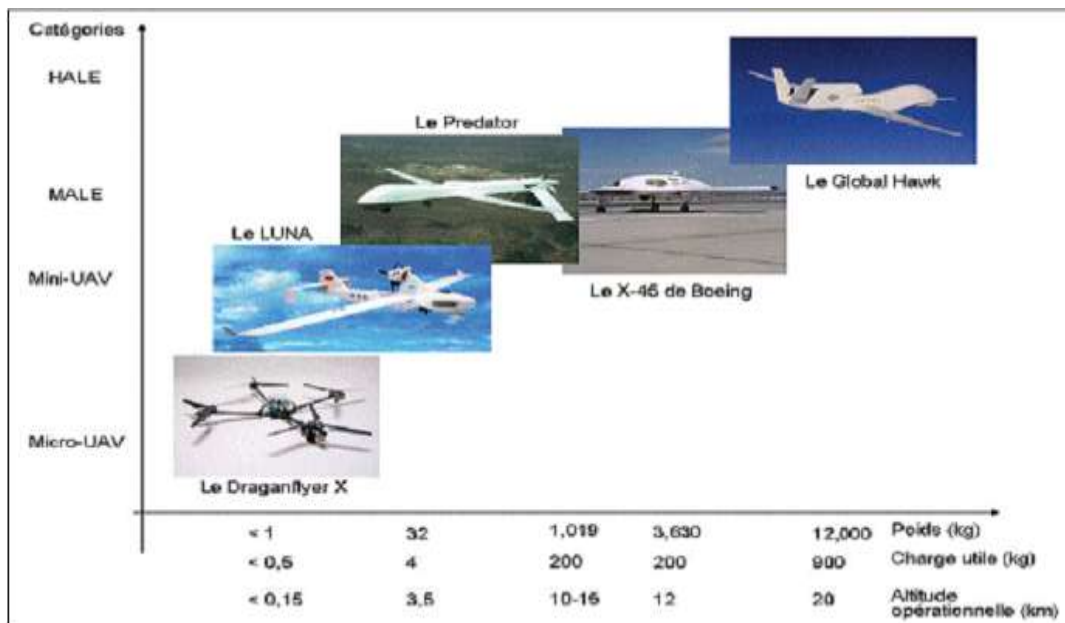 Catégories
HALE
Le Predator
Le Global Hawk
MALE
Le LUNA
Mini-UAV
Le X-45 de Boeing
Micro-UAV
Le Draganflyer X
< 1 32 1,019 3,630 12,000 Poids (kg)
< 0,5 4 200 200 900 Charge utile (kg)
< 0,15 3,5 10-15 12 20 Altitude
opérationnelle (km)